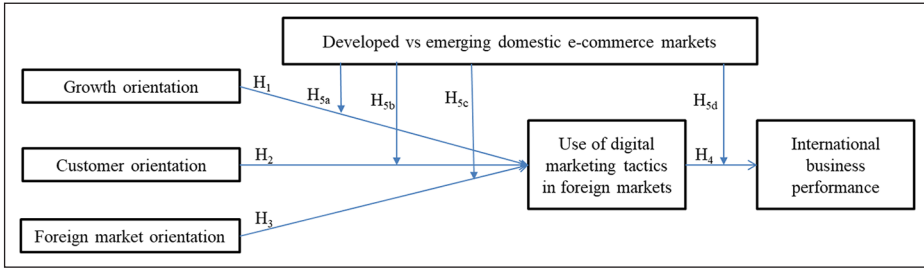 Developed vs emerging domestic e-commerce markets
Growth orientation
H1
H5a
H5b
H5c
H5d
Customer orientation
H2
Use of digital
marketing tactics
in foreign markets
H4
International
business
performance
Foreign market orientation
H3